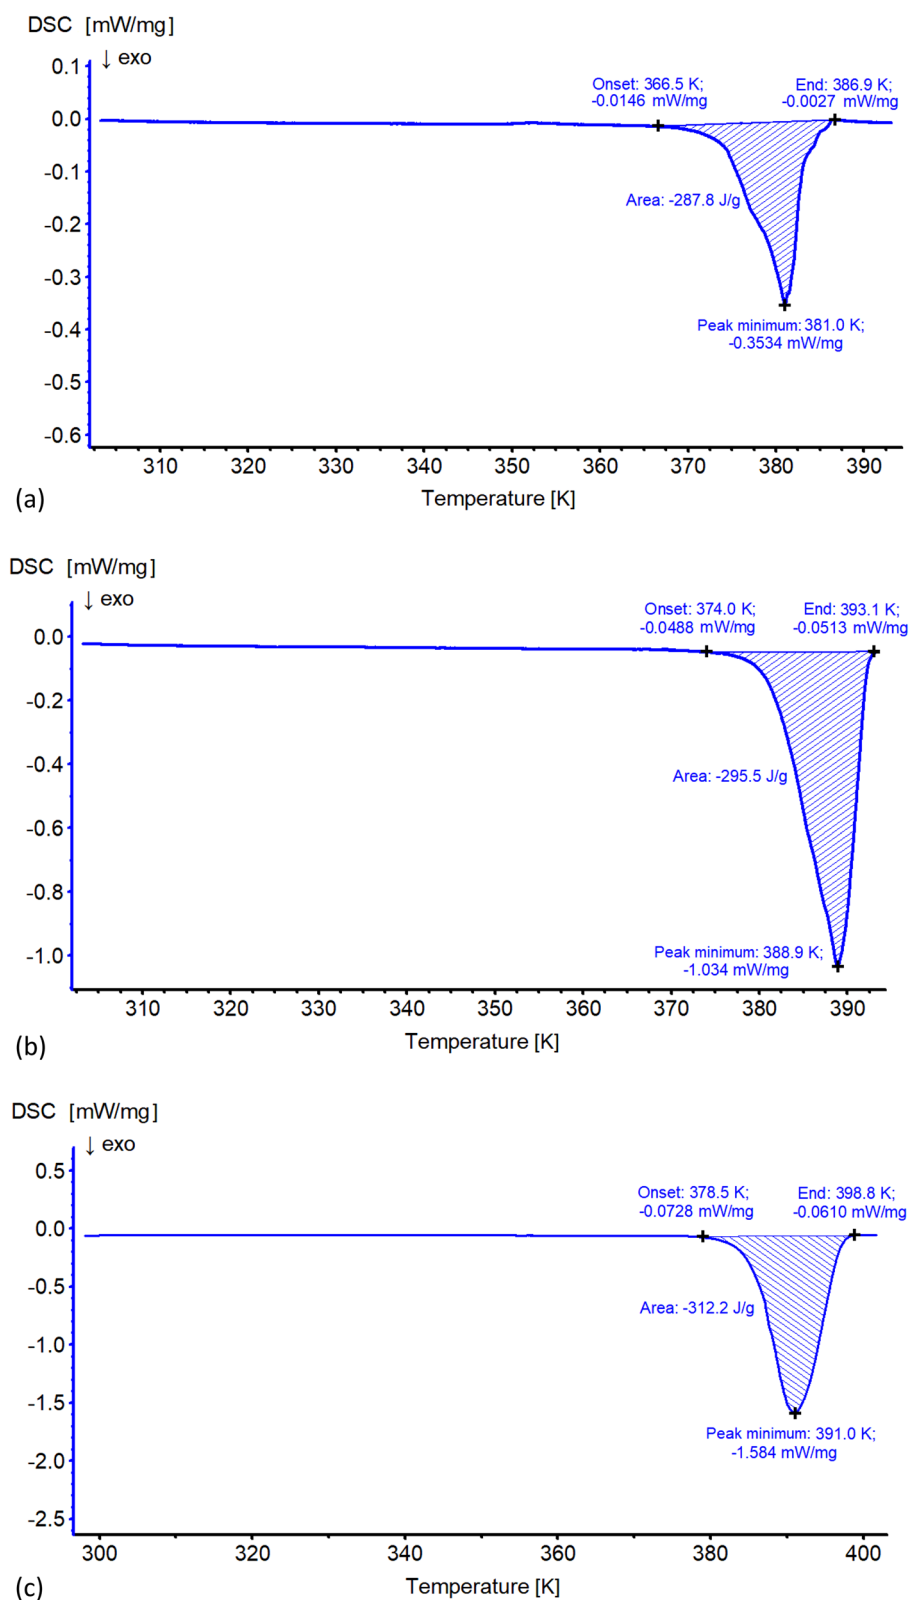 DSC [mW/mg]
↓ exo
0.1
0.0
-0.1
-0.2
-0.3
-0.4
-0.5
-0.6
Onset: 366.5 K;
-0.0146 mW/mg
End: 386.9 K;
-0.0027 mW/mg
Area: -287.8 J/g
Peak minimum: 381.0 K;
-0.3534 mW/mg
310 320 330 340 350 360 370 380 390
Temperature [K]
(a)
DSC [mW/mg]
↓ exo
0.0
-0.2
-0.4
-0.6
-0.8
-1.0
Onset: 374.0 K;
-0.0488 mW/mg
End: 393.1 K;
-0.0513 mW/mg
Area: -295.5 J/g
Peak minimum: 388.9 K;
-1.034 mW/mg
310 320 330 340 350 360 370 380 390
Temperature [K]
(b)
DSC [mW/mg]
↓ exo
0.5
0.0
-0.5
-1.0
-1.5
-2.0
-2.5
Onset: 378.5 K;
-0.0728 mW/mg
End: 398.8 K;
-0.0610 mW/mg
Area: -312.2 J/g
Peak minimum: 391.0 K;
-1.584 mW/mg
300 320 340 360 380 400
Temperature [K]
(c)